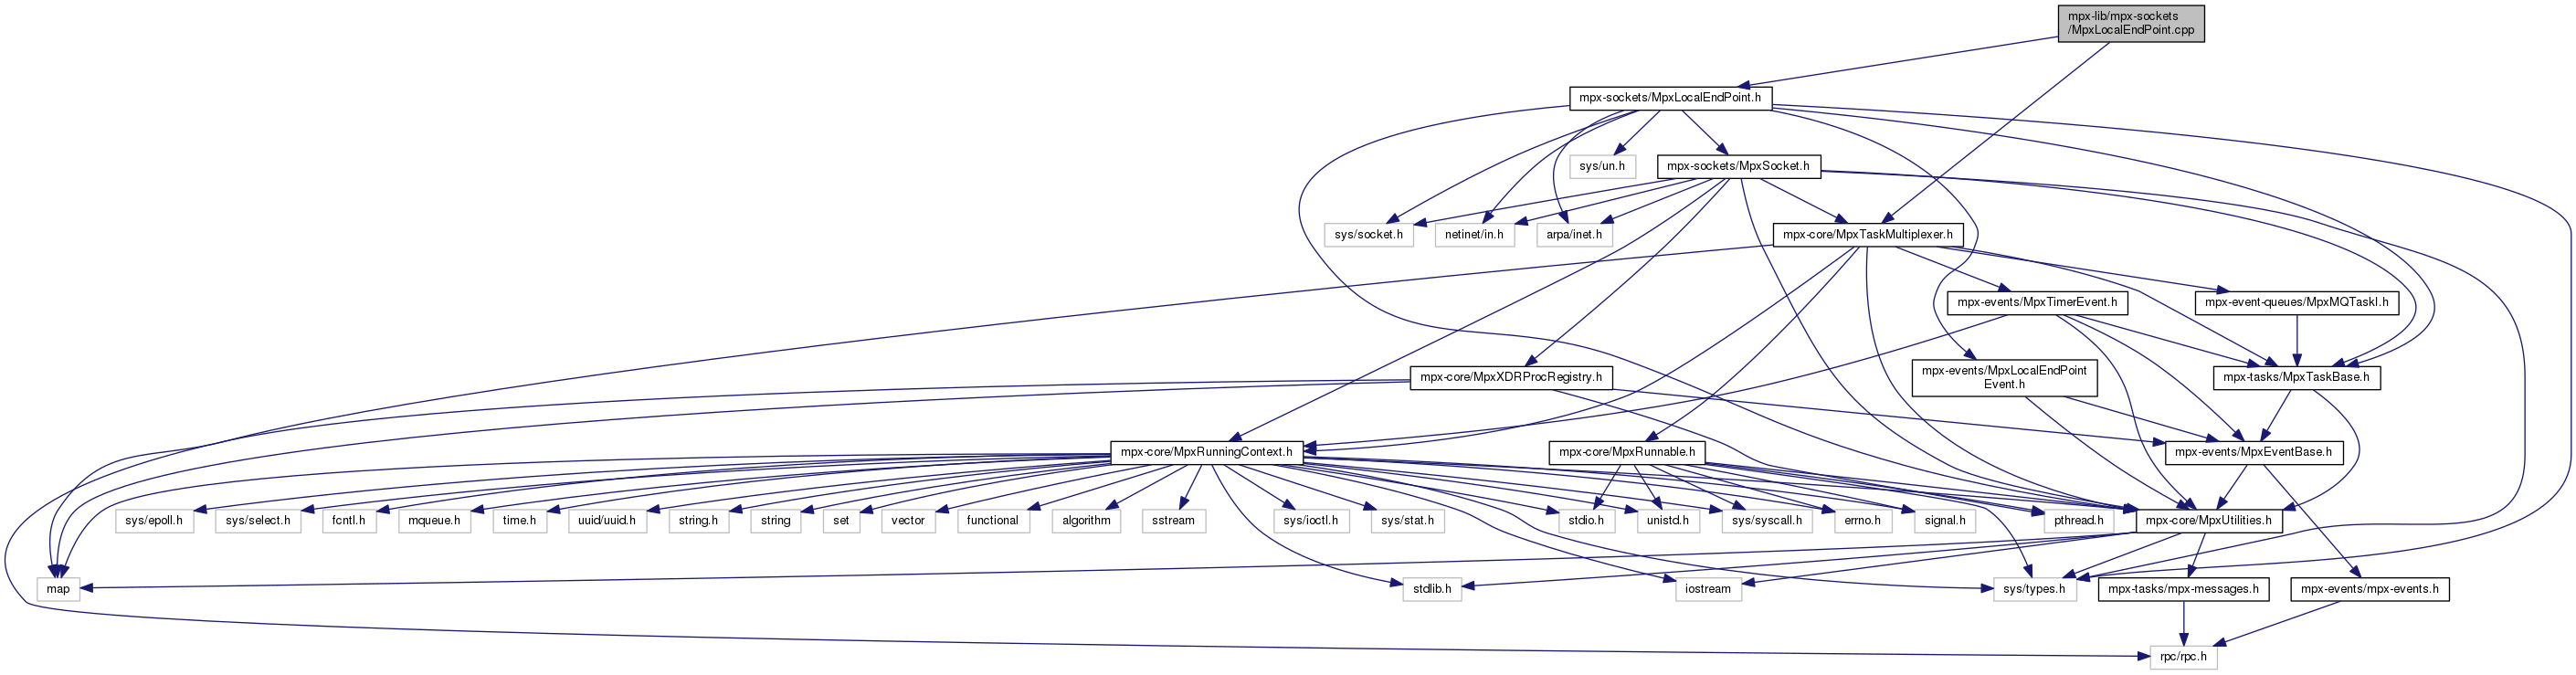 mpx-lib/mpx-sockets
/MpxLocalEndPoint.cpp
mpx-sockets/MpxLocalEndPoint.h
sys/un.h
mpx-sockets/MpxSocket.h
sys/socket.h
netinet/in.h
arpa/inet.h
mpx-core/MpxTaskMultiplexer.h
mpx-events/MpxTimerEvent.h
mpx-event-queues/MpxMQTaskI.h
mpx-core/MpxXDRProcRegistry.h
mpx-events/MpxLocalEndPoint
Event.h
mpx-tasks/MpxTaskBase.h
mpx-core/MpxRunningContext.h
mpx-core/MpxRunnable.h
mpx-events/MpxEventBase.h
sys/epoll.h
sys/select.h
fcntl.h
mqueue.h
time.h
uuid/uuid.h
string.h
string
set
vector
functional
algorithm
sstream
sys/ioctl.h
sys/stat.h
stdio.h
unistd.h
sys/syscall.h
errno.h
signal.h
pthread.h
mpx-core/MpxUtilities.h
map
stdlib.h
iostream
sys/types.h
mpx-tasks/mpx-messages.h
mpx-events/mpx-events.h
rpc/rpc.h